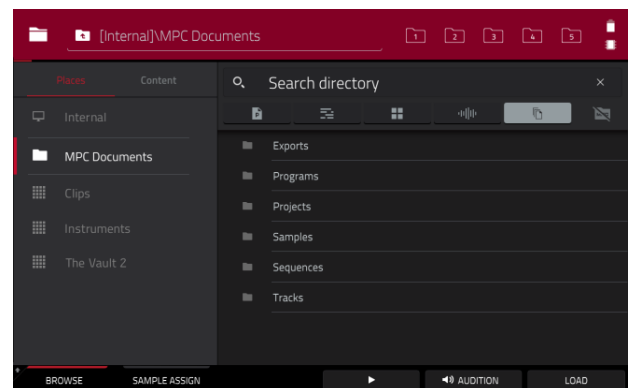 [Internal]\MPC Documents 1 2 3 4 5
Places Content
Search directory ×
Internal
P
MPC Documents
Clips
Instruments
The Vault 2
Exports
Programs
Projects
Samples
Sequences
Tracks
BROWSE SAMPLE ASSIGN AUDITION LOAD